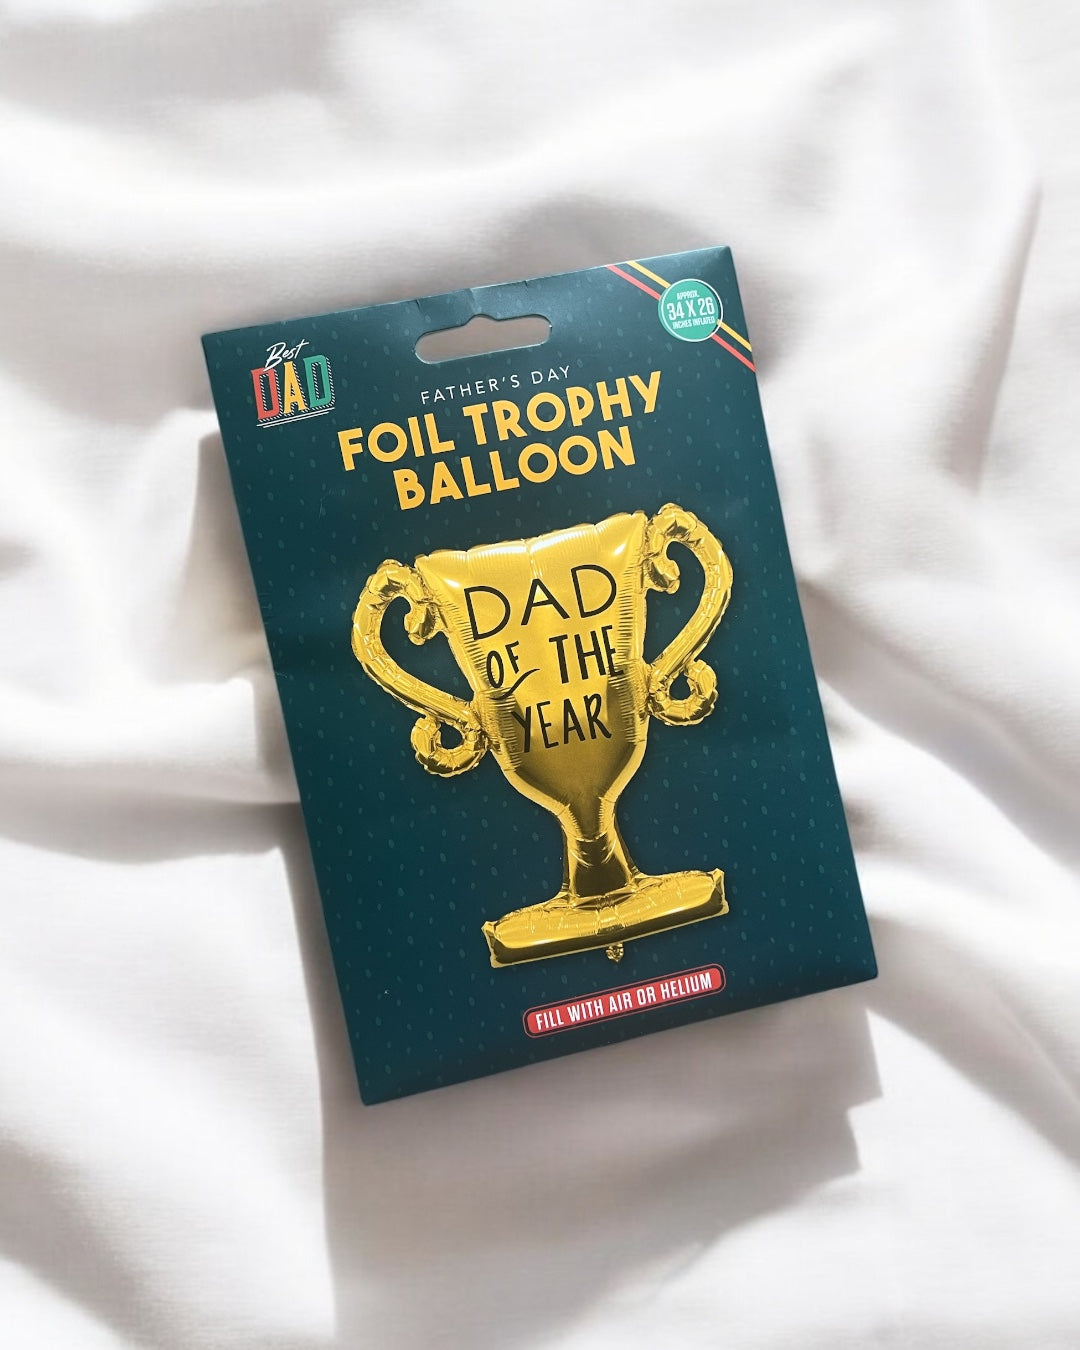 Best
DAD
APPROX.
34 X 26
INCHES INFLATED
FATHER'S DAY
FOIL TROPHY
BALLOON
DAD
OF THE
YEAR
FILL WITH AIR OR HELIUM